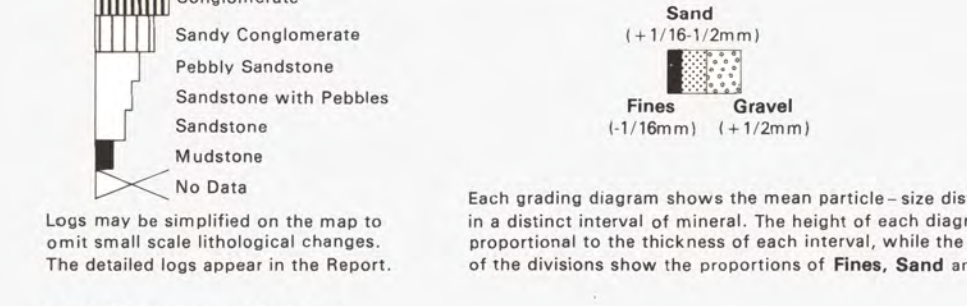 Conglomerate
Sandy Conglomerate
Pebbly Sandstone
Sandstone with Pebbles
Sandstone
Mudstone
No Data
Logs may be simplified on the map to
omit small scale lithological changes.
The detailed logs appear in the Report.
Sand
(+1/16-1/2mm)
Fines Gravel
(-1/16mm) (+1/2mm)
Each grading diagram shows the mean particle-size dis
in a distinct interval of mineral. The height of each diagr
proportional to the thickness of each interval, while the
of the divisions show the proportions of Fines, Sand an